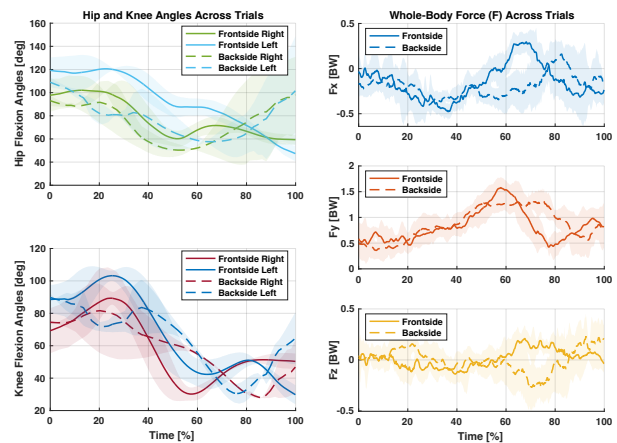 Hip and Knee Angles Across Trials
Hip Flexion Angles [deg]
160
140
120
100
80
60
40
20
0 20 40 60 80 100
Frontside Right
Frontside Left
Backside Right
Backside Left
Knee Flexion Angles [deg]
120
100
80
60
40
20
0 20 40 60 80 100
Time [%]
Frontside Right
Frontside Left
Backside Right
Backside Left
Whole-Body Force (F) Across Trials
Fx [BW]
0.5
0
-0.5
0 20 40 60 80 100
Frontside
Backside
Fy [BW]
2
1.5
1
0.5
0
0 20 40 60 80 100
Frontside
Backside
Fz [BW]
0.5
0
-0.5
0 20 40 60 80 100
Time [%]
Frontside
Backside